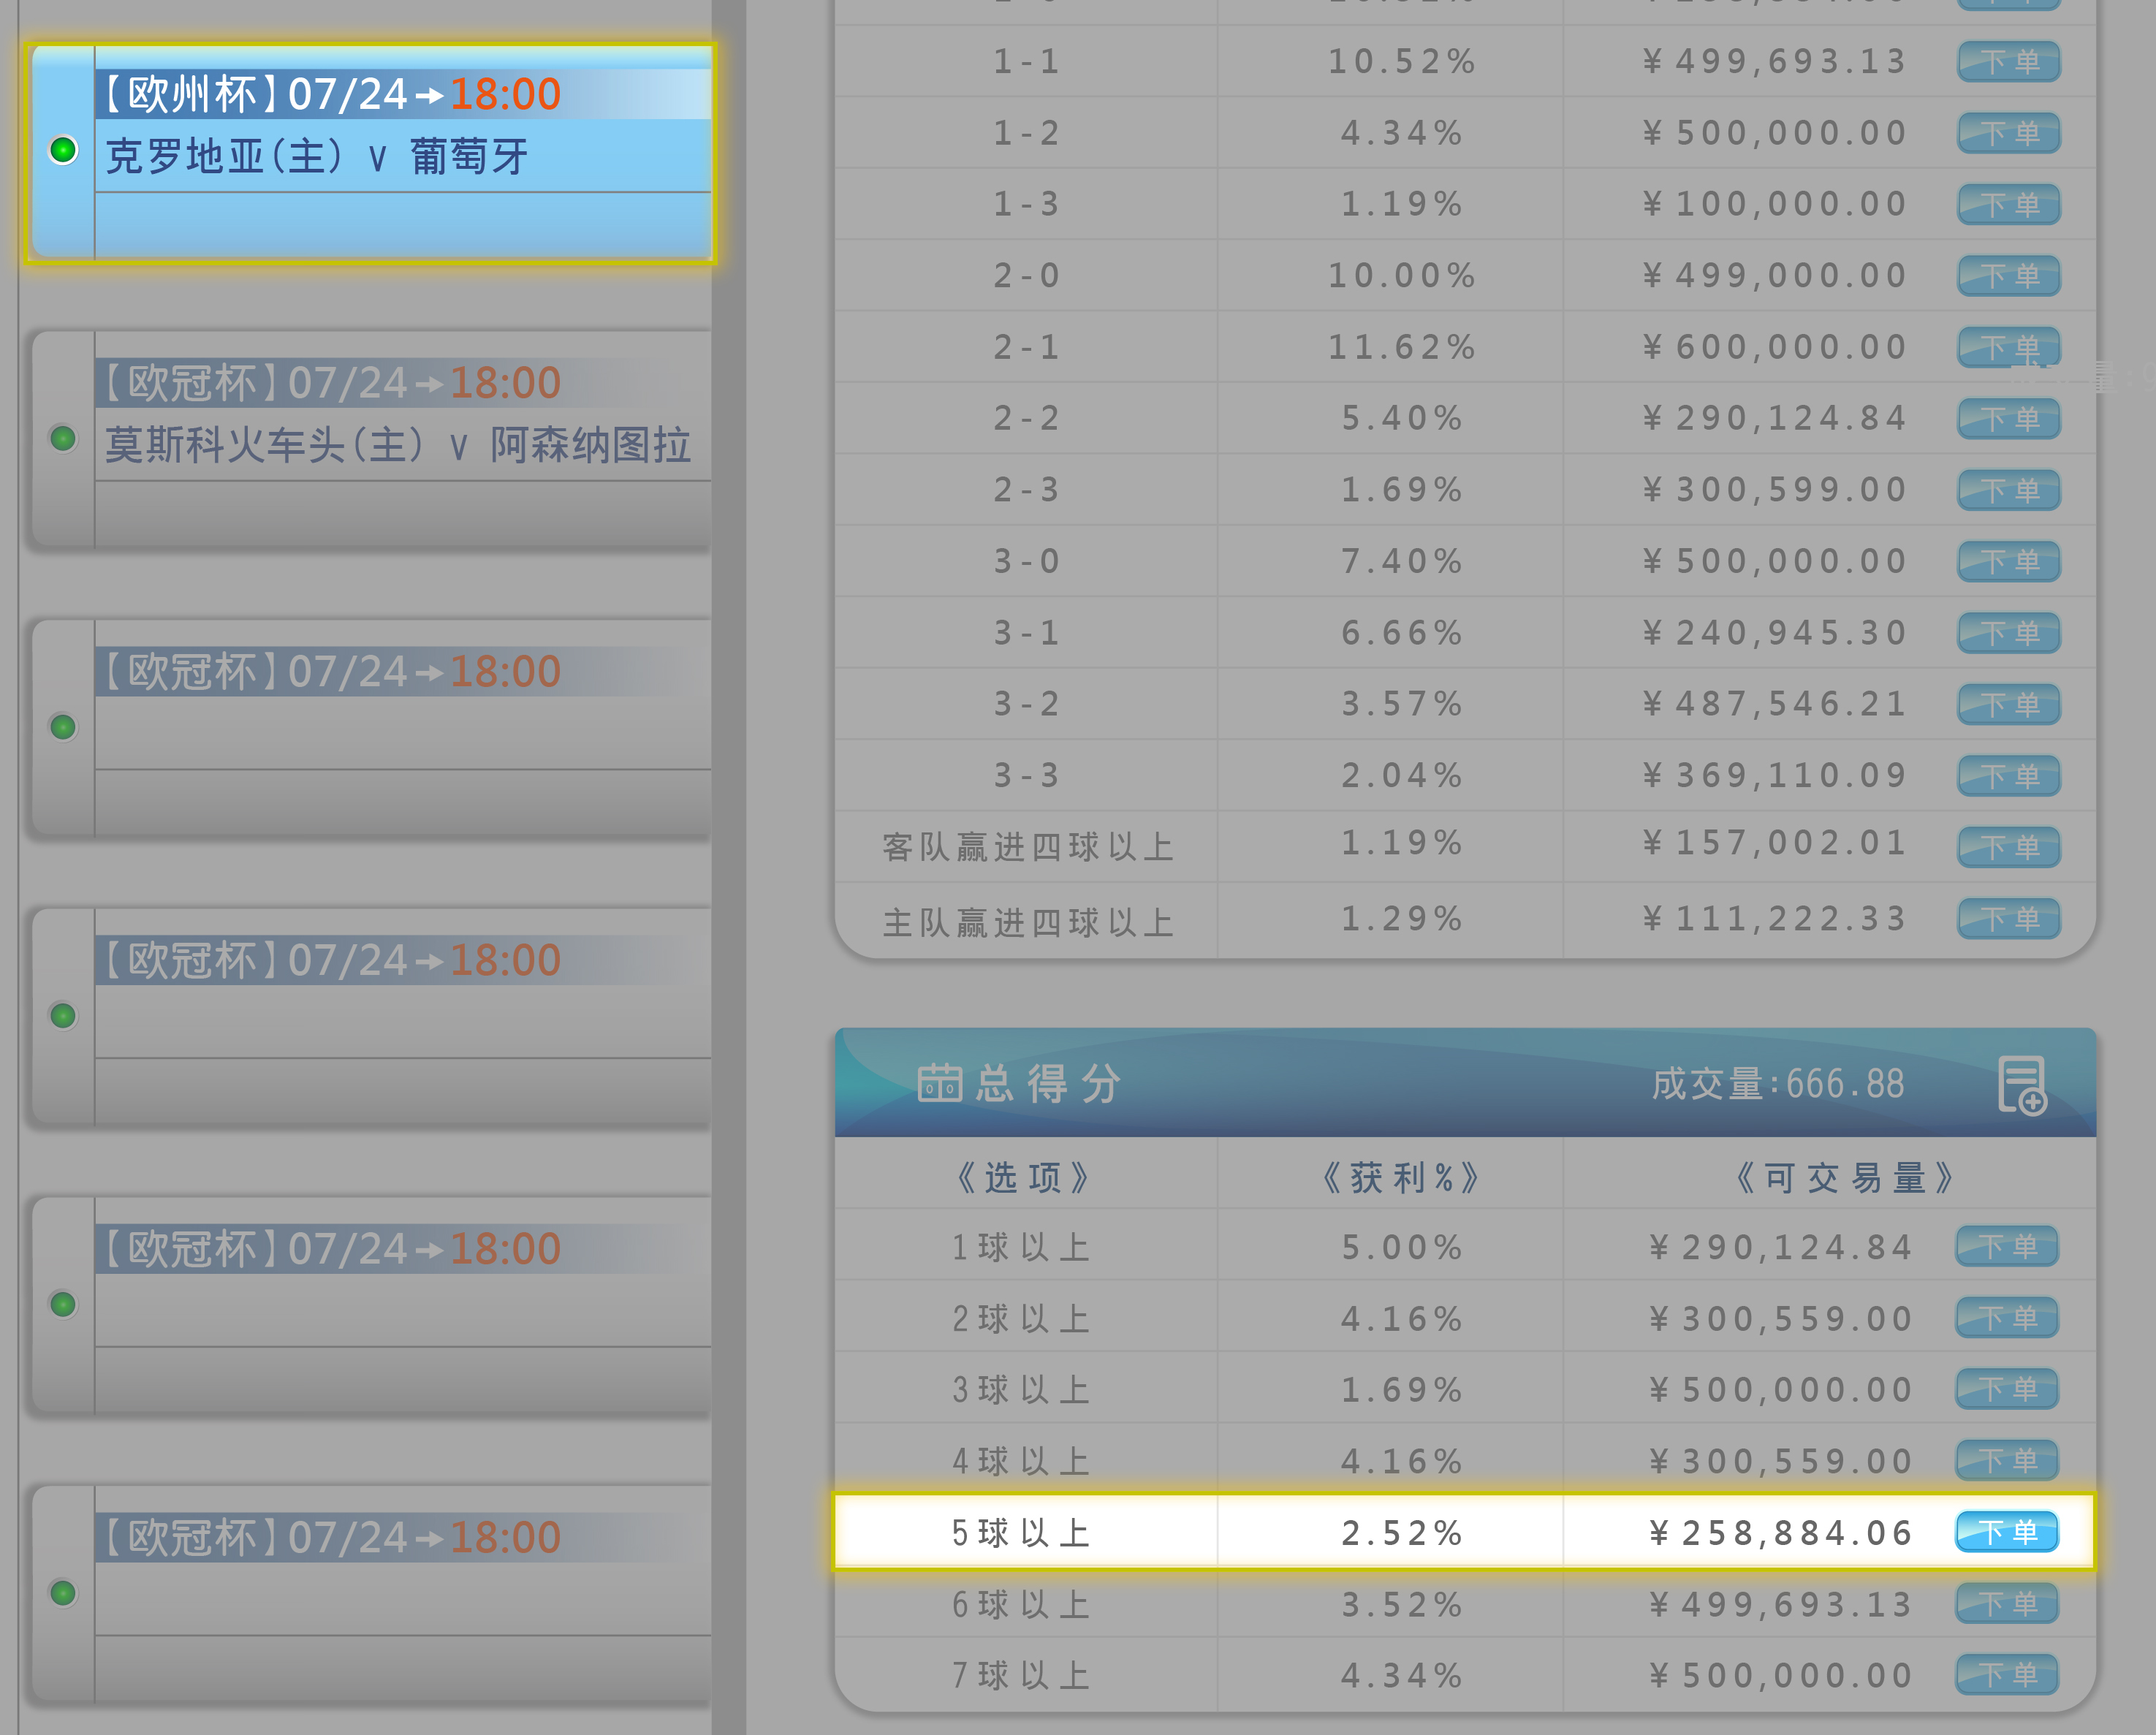 【欧州杯】07/24→18:00
克罗地亚(主) V 葡萄牙
【欧冠杯】07/24→18:00
莫斯科火车头(主) V 阿森纳图拉
【欧冠杯】07/24→18:00
【欧冠杯】07/24→18:00
【欧冠杯】07/24→18:00
【欧冠杯】07/24→18:00
1-1 10.52% ¥499,693.13 下单
1-2 4.34% ¥500,000.00 下单
1-3 1.19% ¥100,000.00 下单
2-0 10.00% ¥499,000.00 下单
2-1 11.62% ¥600,000.00 下单
2-2 5.40% ¥290,124.84 下单
2-3 1.69% ¥300,599.00 下单
3-0 7.40% ¥500,000.00 下单
3-1 6.66% ¥240,945.30 下单
3-2 3.57% ¥487,546.21 下单
3-3 2.04% ¥369,110.09 下单
客队赢进四球以上 1.19% ¥157,002.01 下单
主队赢进四球以上 1.29% ¥111,222.33 下单
总得分 成交量:666.88
《选项》 《获利%》 《可交易量》
1球以上 5.00% ¥290,124.84 下单
2球以上 4.16% ¥300,559.00 下单
3球以上 1.69% ¥500,000.00 下单
4球以上 4.16% ¥300,559.00 下单
5球以上 2.52% ¥258,884.06 下单
6球以上 3.52% ¥499,693.13 下单
7球以上 4.34% ¥500,000.00 下单